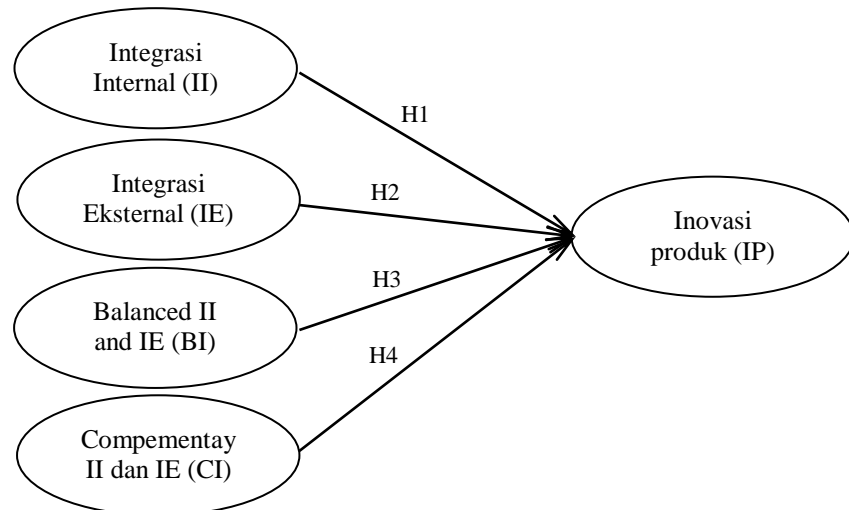 Integrasi
Internal (II)
H1
Integrasi
Eksternal (IE)
H2
Inovasi
produk (IP)
H3
Balanced II
and IE (BI)
H4
Compementay
II dan IE (CI)